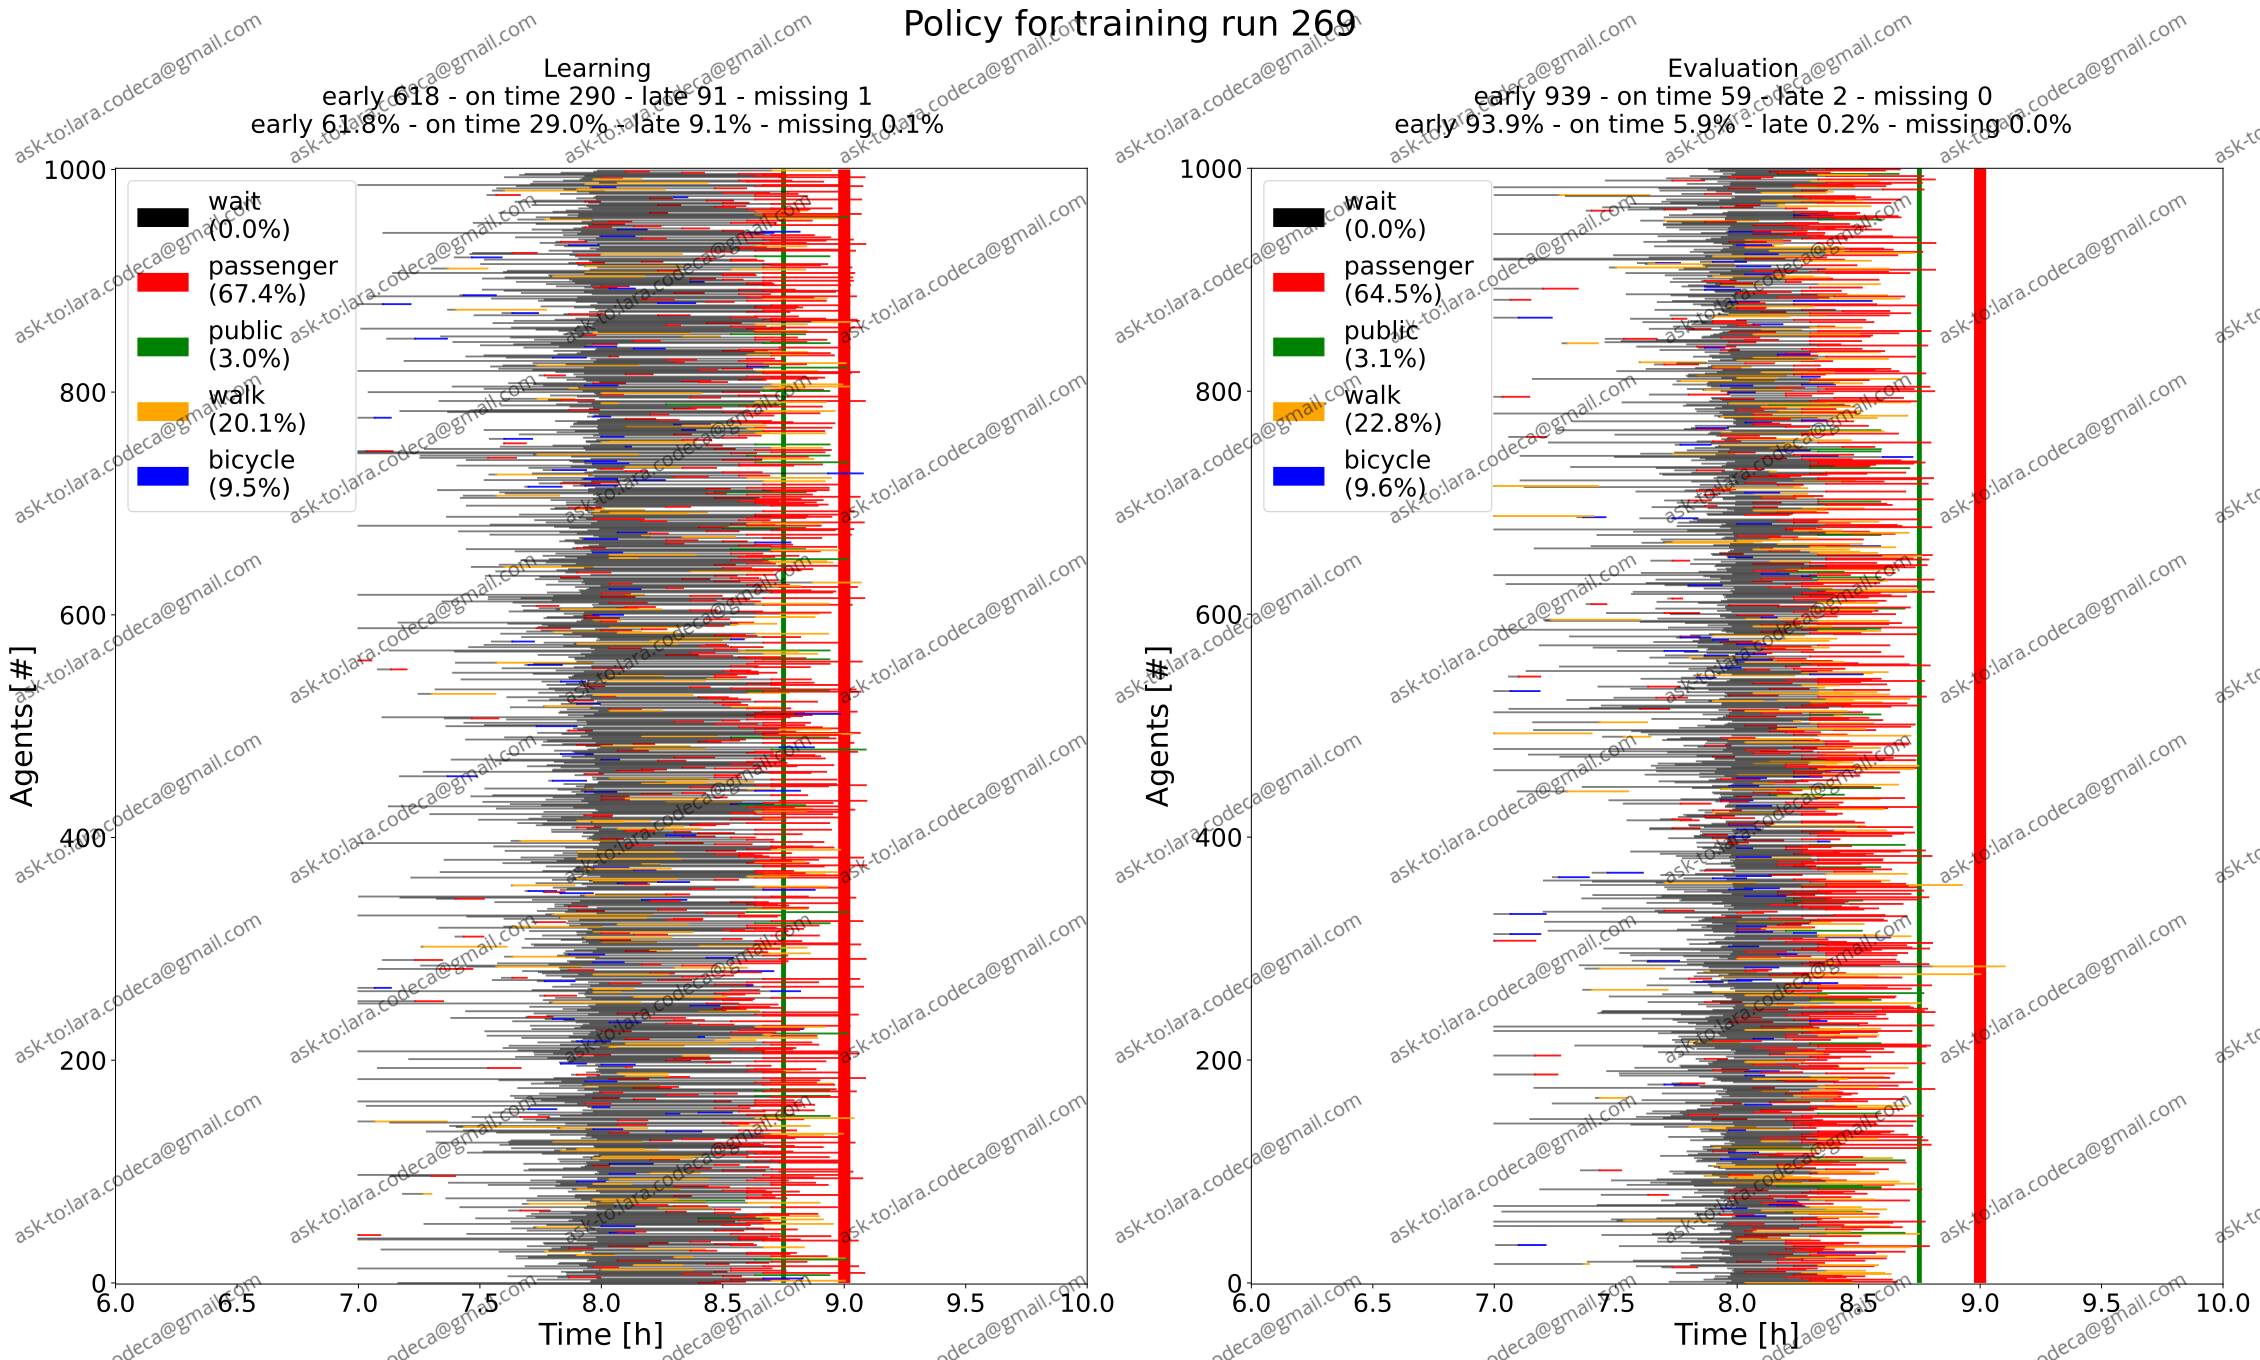 Policy for training run 269
Learning
early 618 - on time 290 - late 91 - missing 1
early 61.8% - on time 29.0% - late 9.1% - missing 0.1%
1000
800
600
400
200
0
Agents [#]
wait
(0.0%)
passenger
(67.4%)
public
(3.0%)
walk
(20.1%)
bicycle
(9.5%)
6.0 6.5 7.0 7.5 8.0 8.5 9.0 9.5 10.0
Time [h]
Evaluation
early 939 - on time 59 - late 2 - missing 0
early 93.9% - on time 5.9% - late 0.2% - missing 0.0%
1000
800
600
400
200
0
Agents [#]
wait
(0.0%)
passenger
(64.5%)
public
(3.1%)
walk
(22.8%)
bicycle
(9.6%)
6.0 6.5 7.0 7.5 8.0 8.5 9.0 9.5 10.0
Time [h]
ask-to:lara.codeca@gmail.com